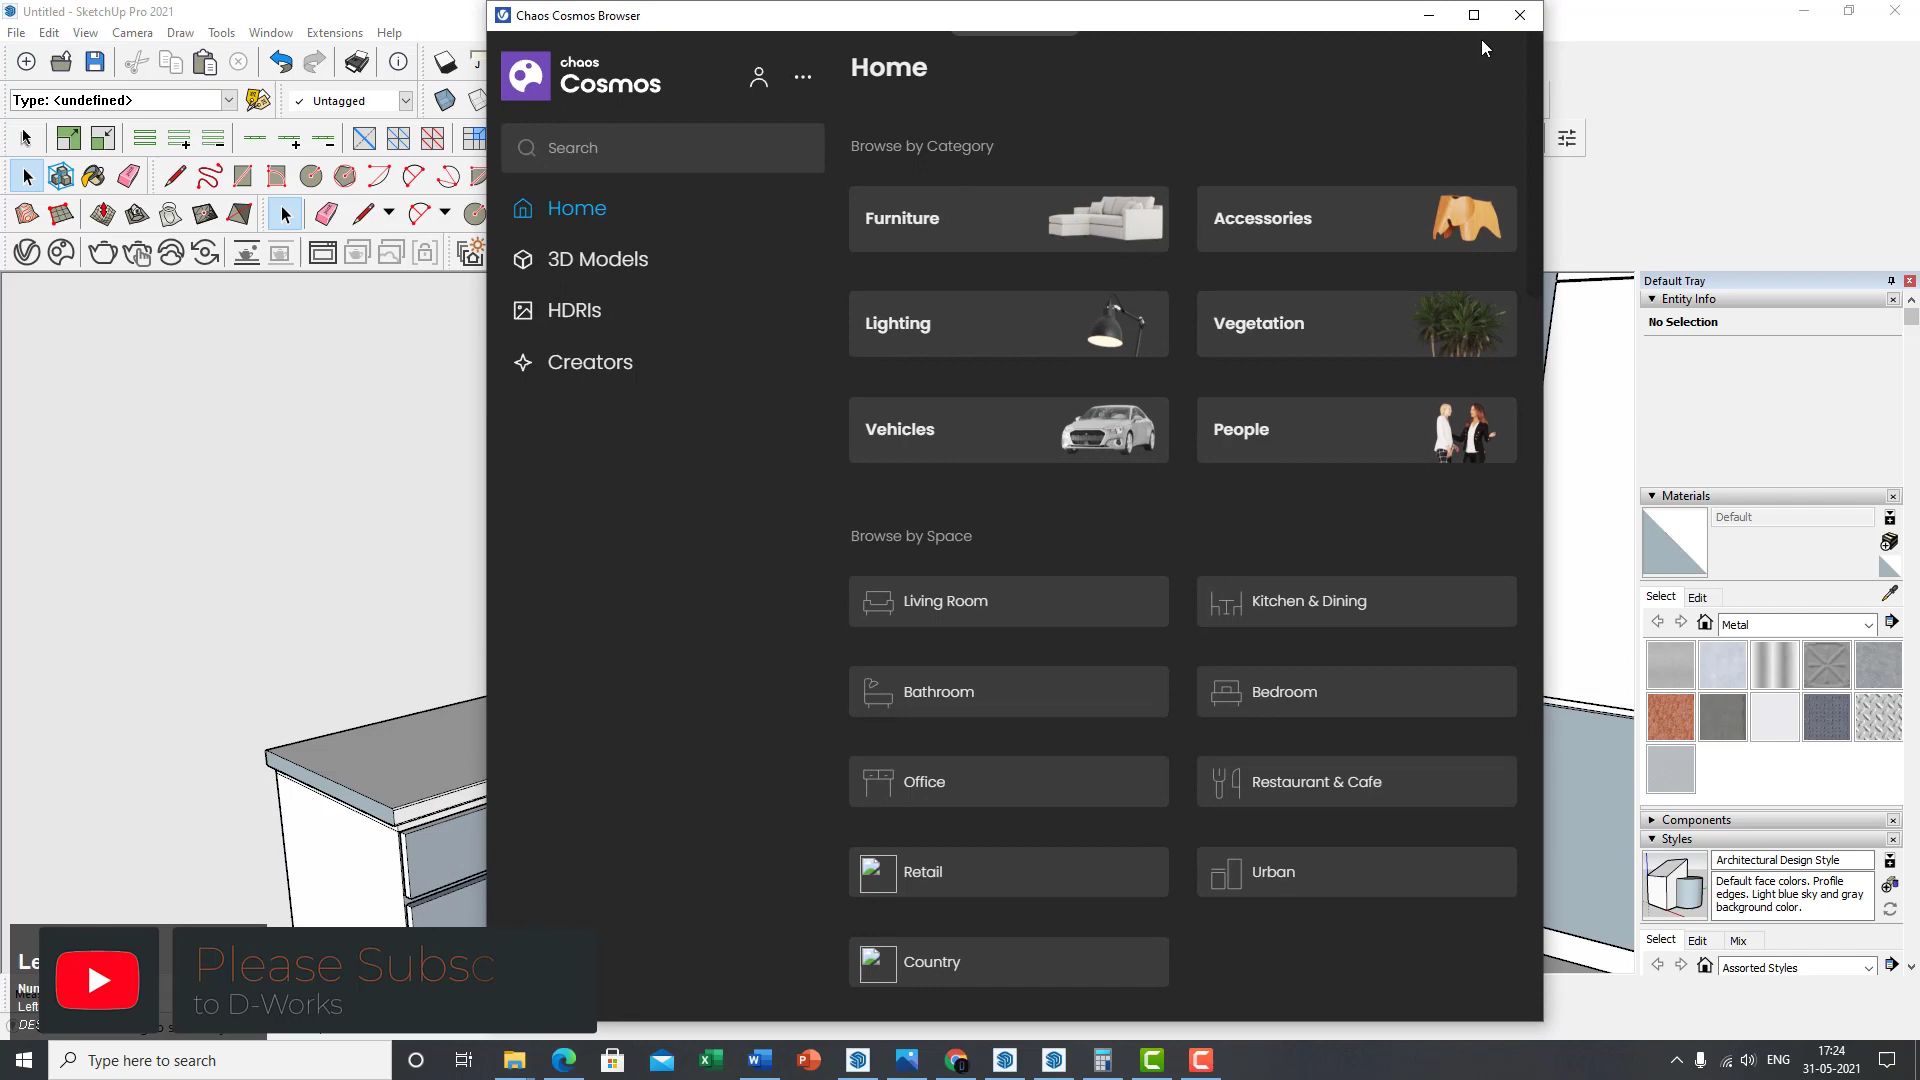 Untitled - SketchUp Pro 2021
File Edit View Camera Draw Tools Window Extensions Help
Type: <undefined>
✓ Untagged
Chaos Cosmos Browser
chaos
Cosmos
Search
Home
3D Models
HDRIs
Creators
Home
Browse by Category
Furniture
Accessories
Lighting
Vegetation
Vehicles
People
Browse by Space
Living Room
Kitchen & Dining
Bathroom
Bedroom
Office
Restaurant & Cafe
Retail
Urban
Country
Default Tray
Entity Info
No Selection
Materials
Default
Select Edit
Metal
Components
Styles
Architectural Design Style
Default face colors. Profile
edges. Light blue sky and gray
background color.
Select Edit Mix
Assorted Styles
Please Subsc
to D-Works
Type here to search
ENG
17:24
31-05-2021